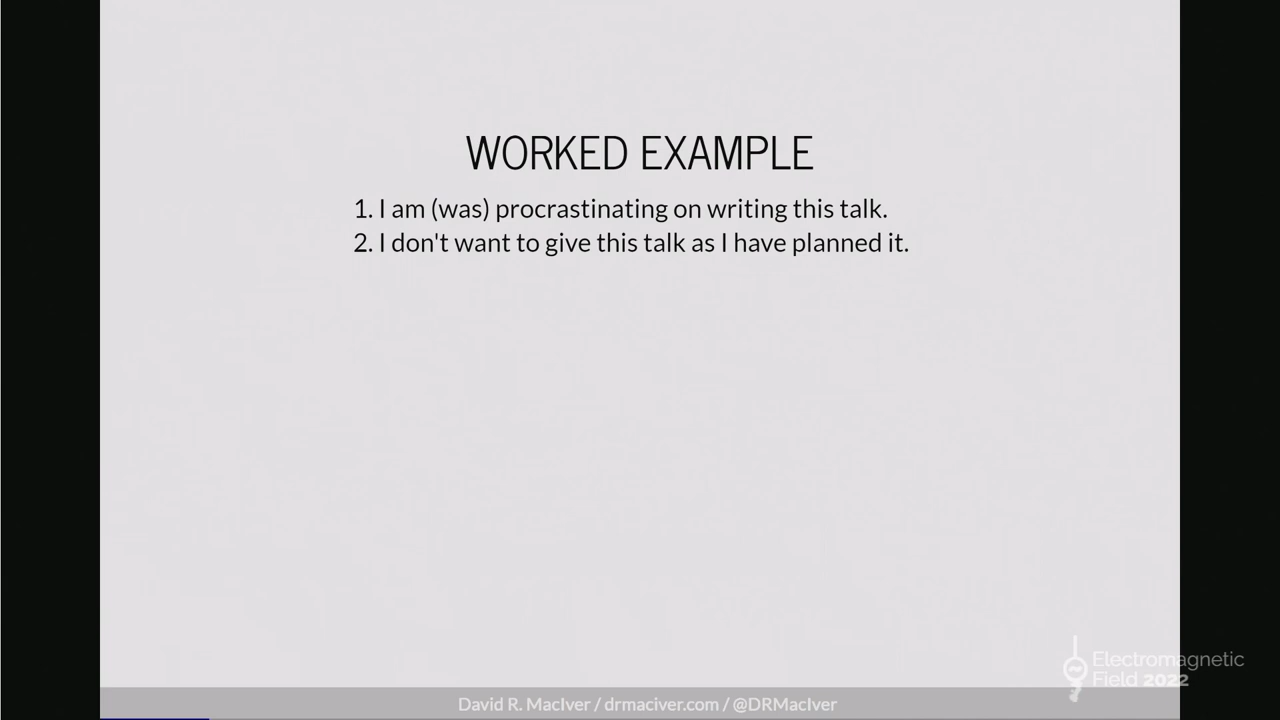 WORKED EXAMPLE
1. I am (was) procrastinating on writing this talk.
2. I don't want to give this talk as I have planned it.
Electromagnetic
Field 2022
David R. MacIver / drmaciver.com / @DRMacIver